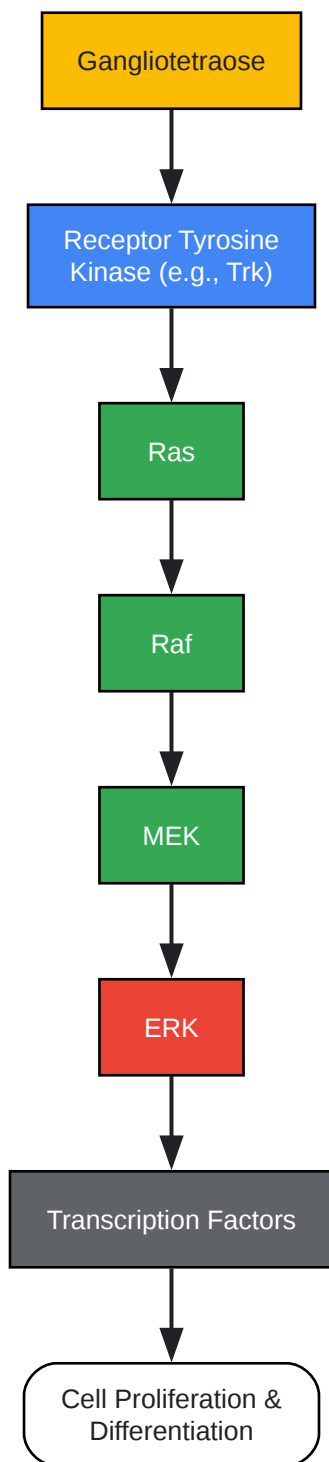 Gangliotetraose
Receptor Tyrosine
Kinase (e.g., Trk)
Ras
Raf
MEK
ERK
Transcription Factors
Cell Proliferation &
Differentiation